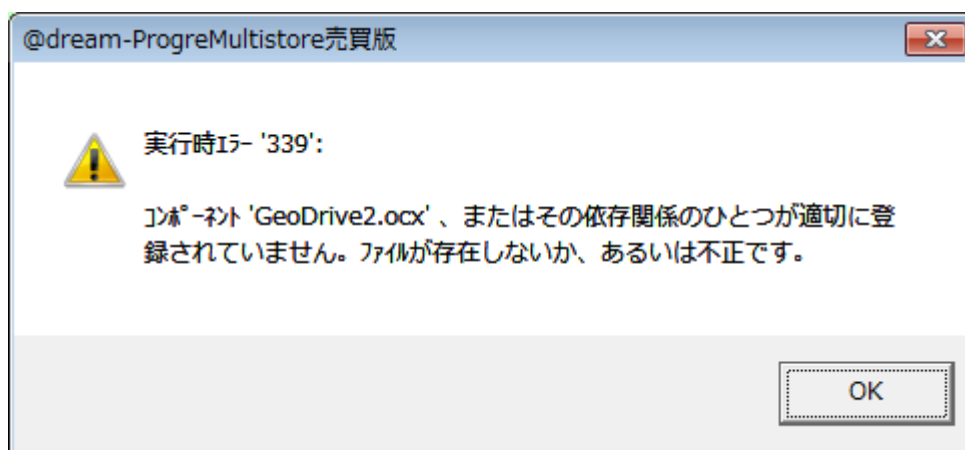 @dream-ProgreMultistore売買版
実行時ｴﾗｰ '339':
ｺﾝﾎﾟｰﾈﾝﾄ 'GeoDrive2.ocx' 、またはその依存関係のひとつが適切に登
録されていません。ﾌｧｲﾙが存在しないか、あるいは不正です。
OK